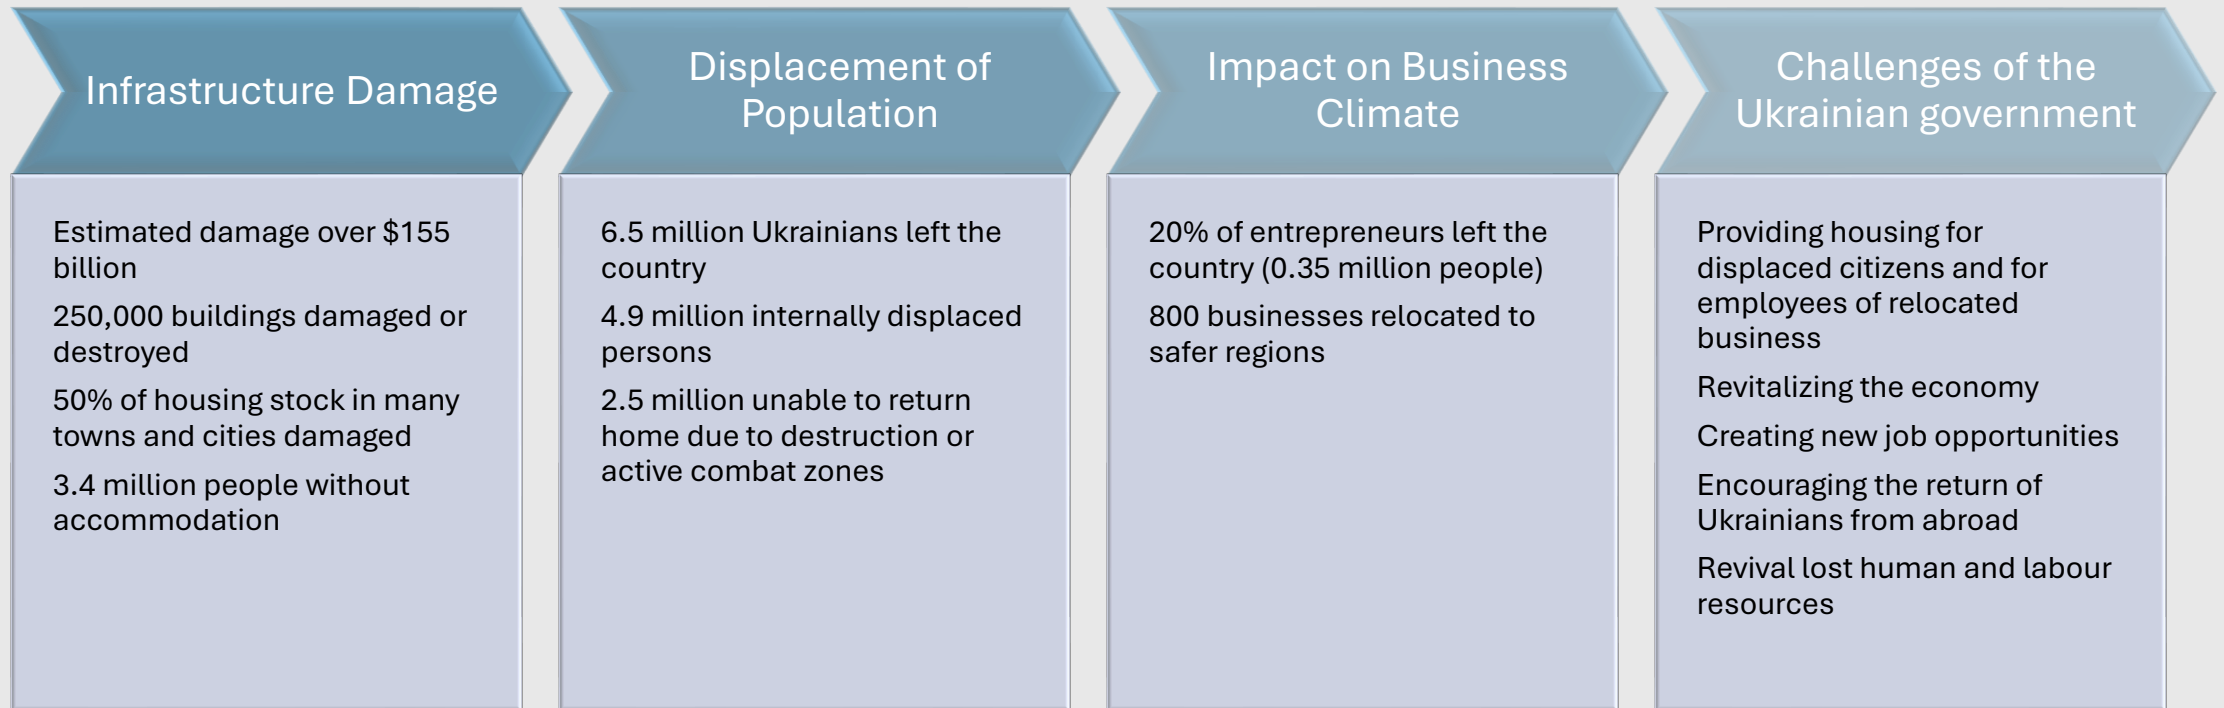 Infrastructure Damage
Estimated damage over $155
billion
250,000 buildings damaged or
destroyed
50% of housing stock in many
towns and cities damaged
3.4 million people without
accommodation
Displacement of
Population
6.5 million Ukrainians left the
country
4.9 million internally displaced
persons
2.5 million unable to return
home due to destruction or
active combat zones
Impact on Business
Climate
20% of entrepreneurs left the
country (0.35 million people)
800 businesses relocated to
safer regions
Challenges of the
Ukrainian government
Providing housing for
displaced citizens and for
employees of relocated
business
Revitalizing the economy
Creating new job opportunities
Encouraging the return of
Ukrainians from abroad
Revival lost human and labour
resources